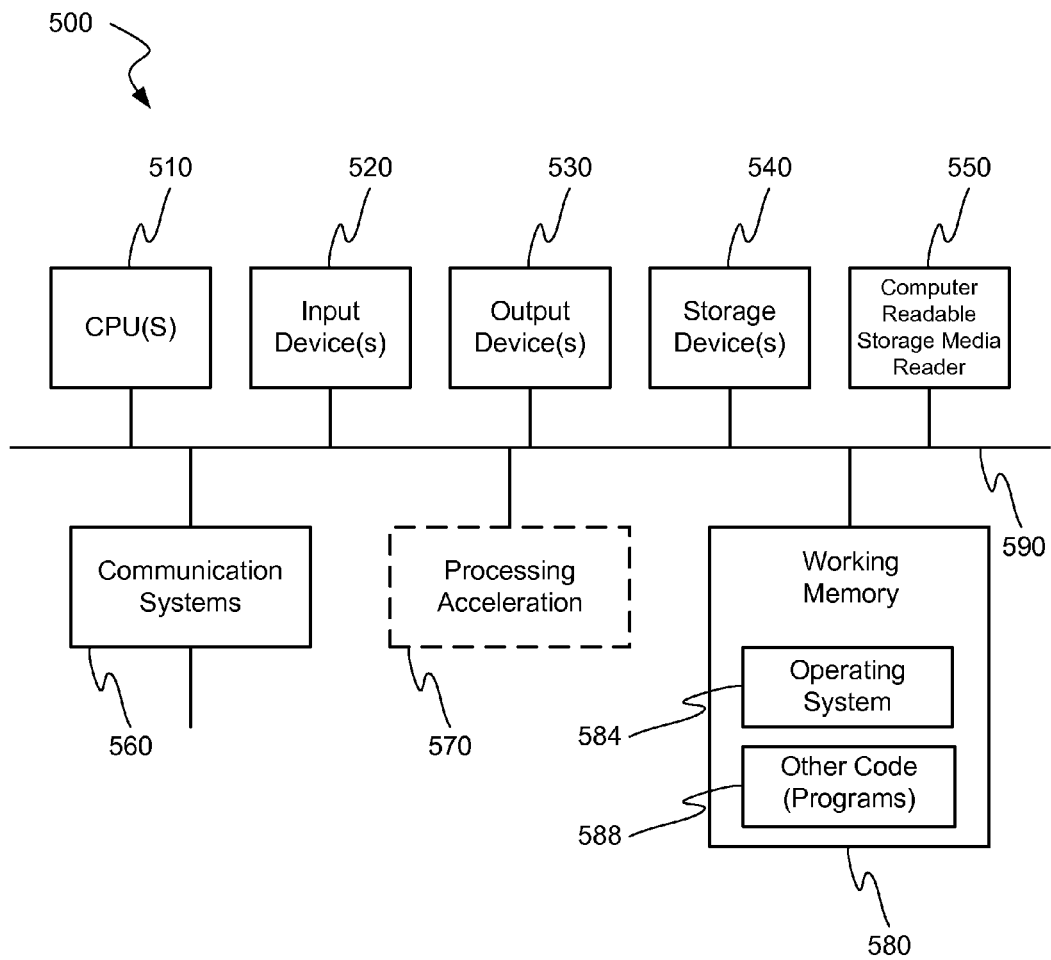 500
510
520
530
540
550
CPU(S)
Input
Device(s)
Output
Device(s)
Storage
Device(s)
Computer
Readable
Storage Media
Reader
590
Communication
Systems
Processing
Acceleration
Working
Memory
Operating
System
Other Code
(Programs)
560
570
584
588
580